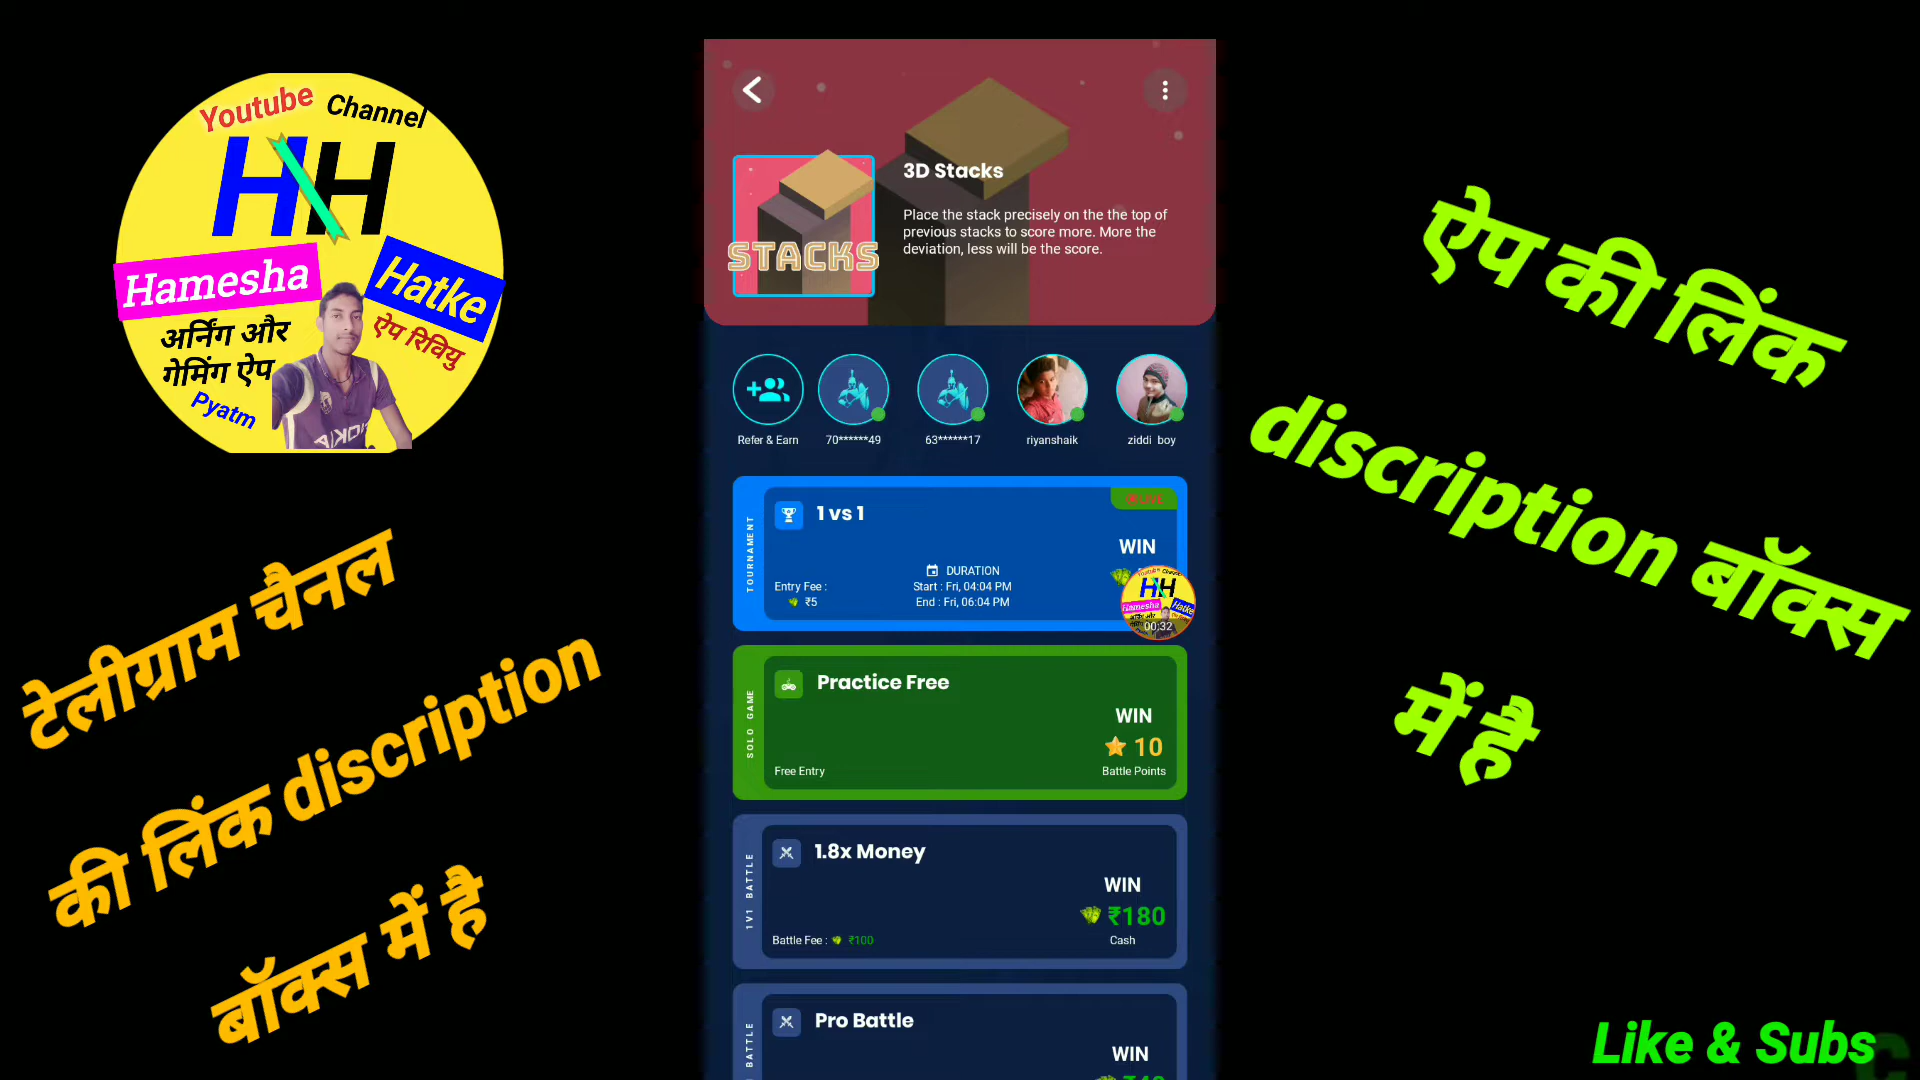 Youtube Channel
HH
Hamesha
Hatke
अर्निंग और
गेमिंग ऐप
ऐप रिवियु
Pyatm
टेलीग्राम चैनल
की लिंक discription
बॉक्स में है
3D Stacks
Place the stack precisely on the the top of
previous stacks to score more. More the
deviation, less will be the score.
STACKS
Refer & Earn
70******49
63******17
riyanshaik
ziddi boy
TOURNAMENT
1 vs 1
LIVE
WIN
DURATION
Entry Fee :
Start : Fri, 04:04 PM
₹5
End : Fri, 06:04 PM
Youtube Channel
HH
Hamesha
Hatke
00:32
SOLO GAME
Practice Free
WIN
10
Free Entry
Battle Points
1V1 BATTLE
1.8x Money
WIN
₹180
Battle Fee : ₹100
Cash
BATTLE
Pro Battle
WIN
ऐप की लिंक
discription बॉक्स
में है
Like & Subs